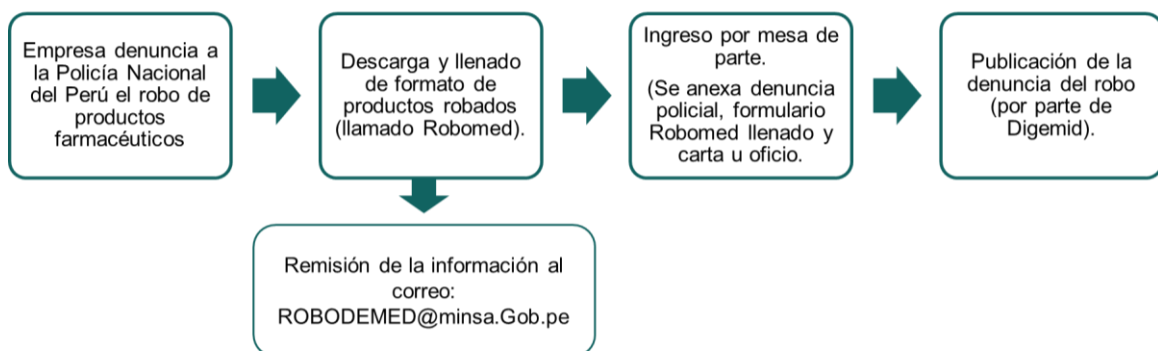 Empresa denuncia a
la Policía Nacional
del Perú el robo de
productos
farmacéuticos
Descarga y llenado
de formato de
productos robados
(llamado Robomed).
Ingreso por mesa de
parte.
(Se anexa denuncia
policial, formulario
Robomed llenado y
carta u oficio.
Publicación de la
denuncia del robo
(por parte de
Digemid).
Remisión de la información al
correo:
ROBODEMED@minsa.Gob.pe